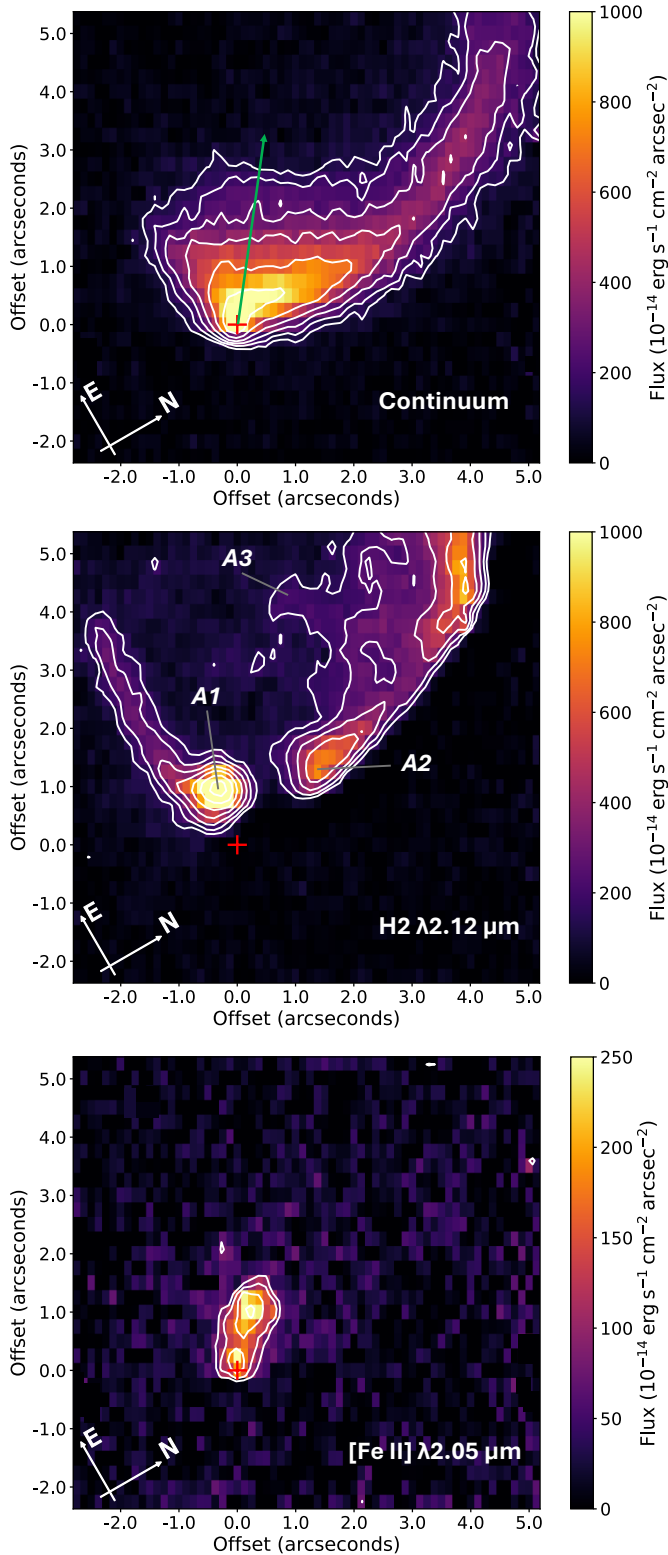 5.0
4.0
3.0
2.0
1.0
0.0
-1.0
-2.0
Offset (arcseconds)
E
N
Continuum
-2.0 -1.0 0.0 1.0 2.0 3.0 4.0 5.0
Offset (arcseconds)
1000
800
600
400
200
0
Flux (10⁻¹⁴ erg s⁻¹ cm⁻² arcsec⁻²)
5.0
4.0
3.0
2.0
1.0
0.0
-1.0
-2.0
Offset (arcseconds)
A3
A1
A2
E
N
H2 λ2.12 μm
-2.0 -1.0 0.0 1.0 2.0 3.0 4.0 5.0
Offset (arcseconds)
1000
800
600
400
200
0
Flux (10⁻¹⁴ erg s⁻¹ cm⁻² arcsec⁻²)
5.0
4.0
3.0
2.0
1.0
0.0
-1.0
-2.0
Offset (arcseconds)
E
N
[Fe II] λ2.05 μm
-2.0 -1.0 0.0 1.0 2.0 3.0 4.0 5.0
Offset (arcseconds)
250
200
150
100
50
0
Flux (10⁻¹⁴ erg s⁻¹ cm⁻² arcsec⁻²)